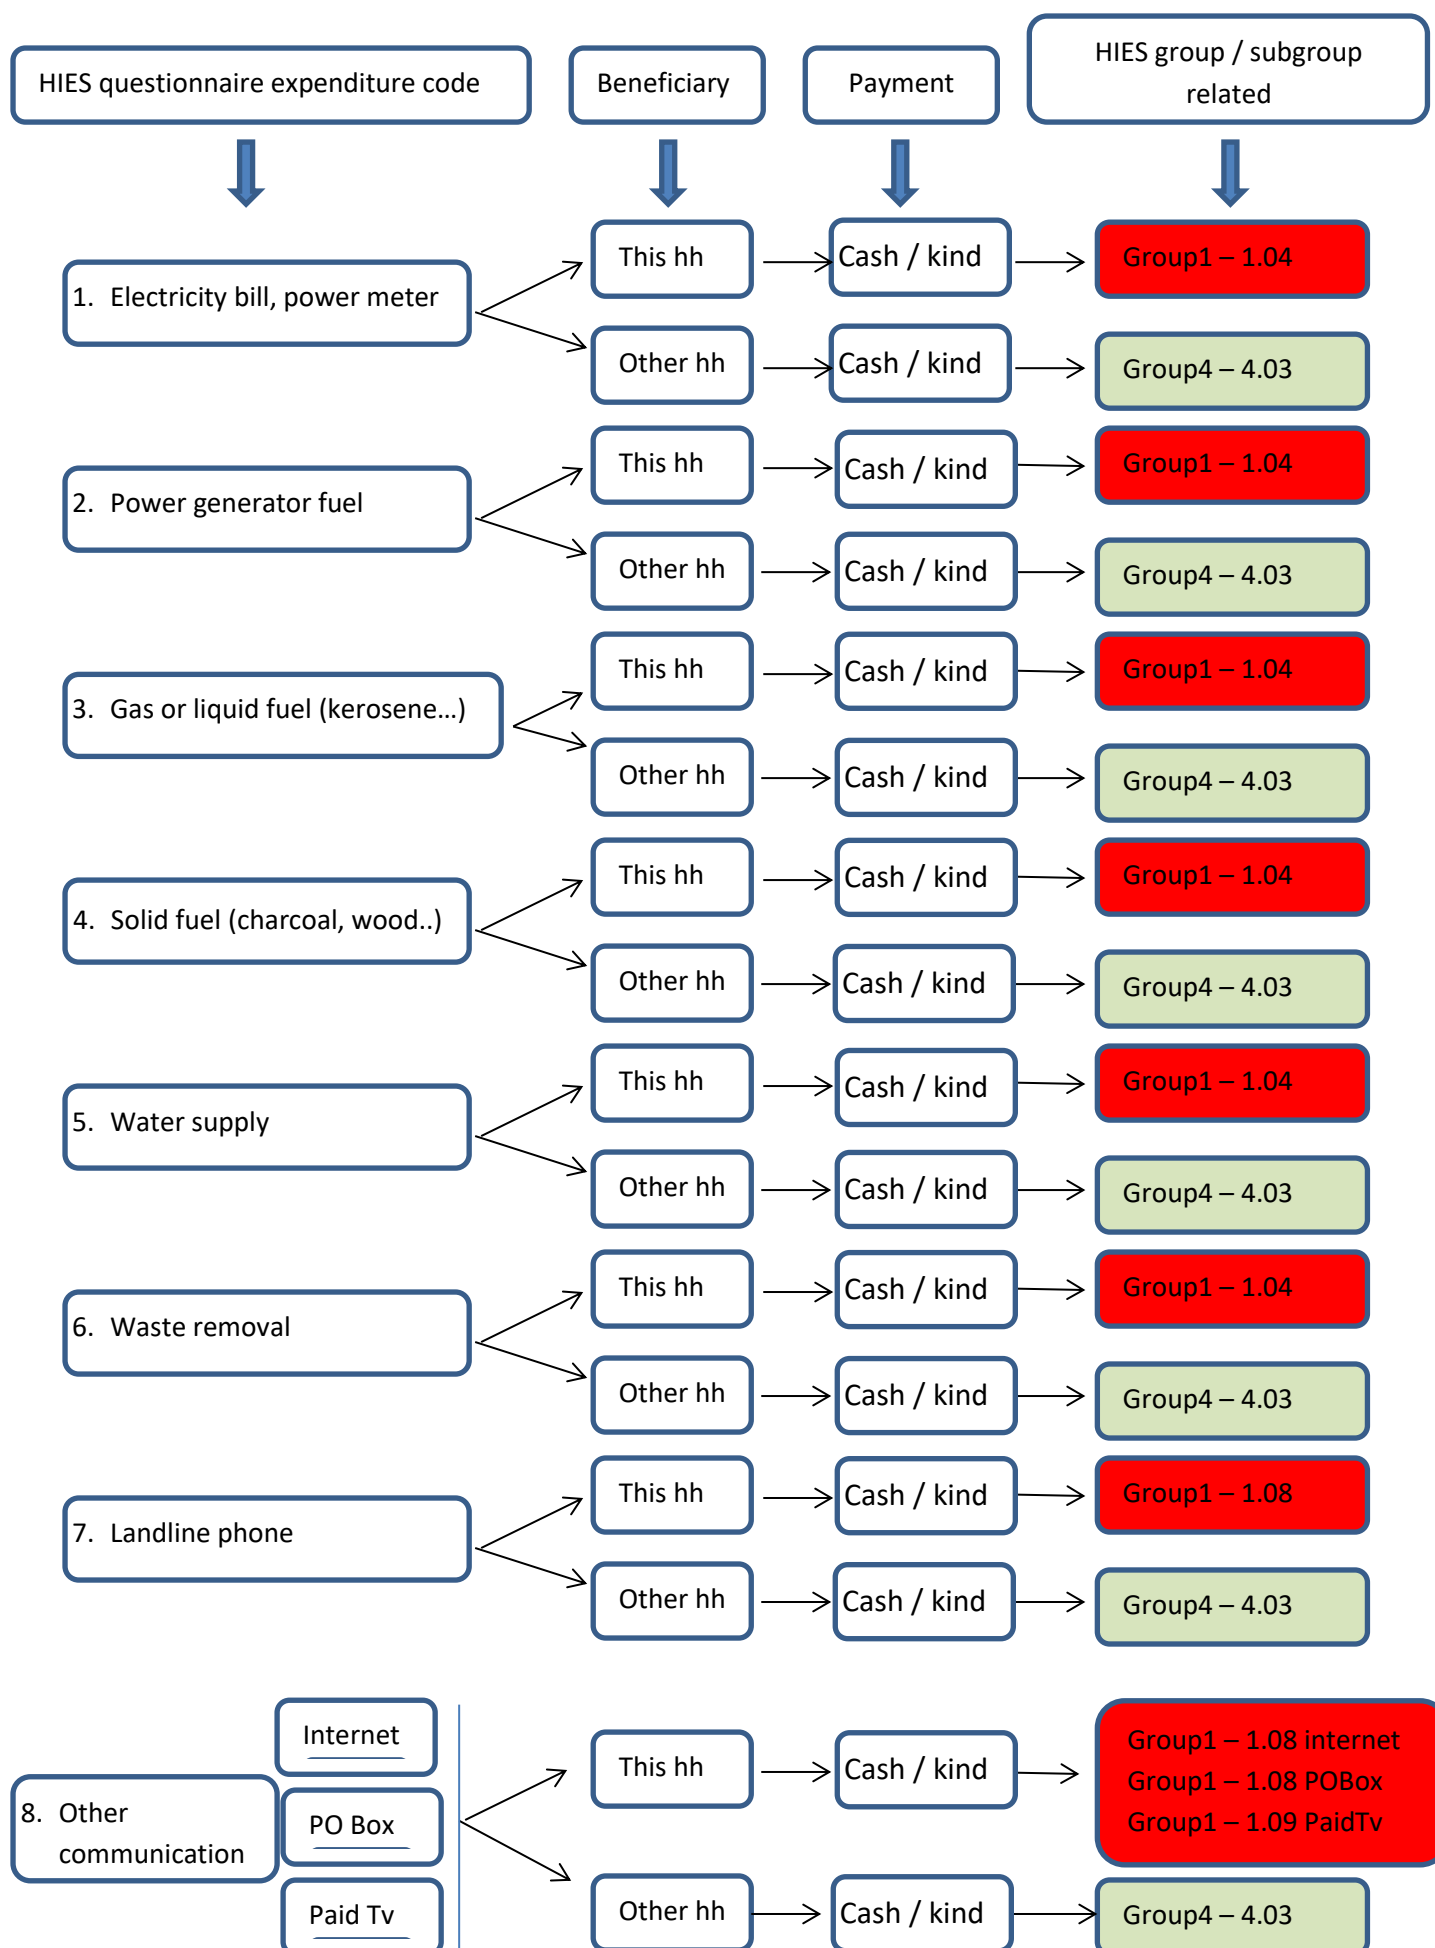 HIES questionnaire expenditure code
Beneficiary
Payment
HIES group / subgroup
related
1. Electricity bill, power meter
This hh
Cash / kind
Group1 – 1.04
Other hh
Cash / kind
Group4 – 4.03
2. Power generator fuel
This hh
Cash / kind
Group1 – 1.04
Other hh
Cash / kind
Group4 – 4.03
3. Gas or liquid fuel (kerosene…)
This hh
Cash / kind
Group1 – 1.04
Other hh
Cash / kind
Group4 – 4.03
4. Solid fuel (charcoal, wood..)
This hh
Cash / kind
Group1 – 1.04
Other hh
Cash / kind
Group4 – 4.03
5. Water supply
This hh
Cash / kind
Group1 – 1.04
Other hh
Cash / kind
Group4 – 4.03
6. Waste removal
This hh
Cash / kind
Group1 – 1.04
Other hh
Cash / kind
Group4 – 4.03
7. Landline phone
This hh
Cash / kind
Group1 – 1.08
Other hh
Cash / kind
Group4 – 4.03
8. Other
communication
Internet
PO Box
Paid Tv
This hh
Cash / kind
Group1 – 1.08 internet
Group1 – 1.08 POBox
Group1 – 1.09 PaidTv
Other hh
Cash / kind
Group4 – 4.03